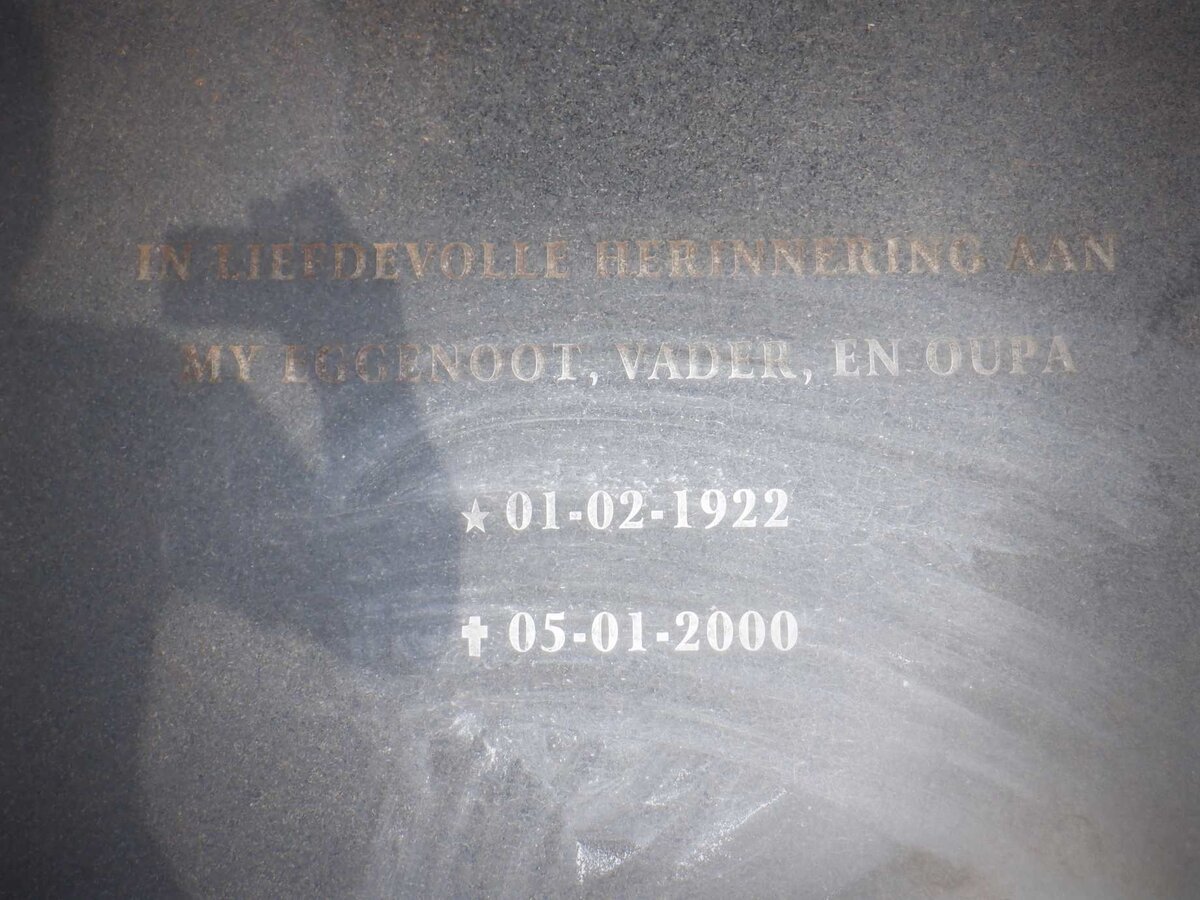 IN LIEFDEVOLLE HERINNERING AAN
MY EGGENOOT, VADER, EN OUPA
★ 01-02-1922
✝ 05-01-2000